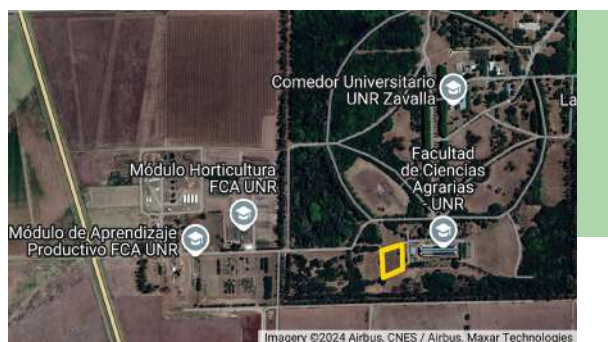 Comedor Universitario
UNR Zavalla
La
Facultad
de Ciencias
Agrarias
- UNR
Módulo Horticultura
FCA UNR
Módulo de Aprendizaje
Productivo FCA UNR
Imagery ©2024 Airbus, CNES / Airbus, Maxar Technologies